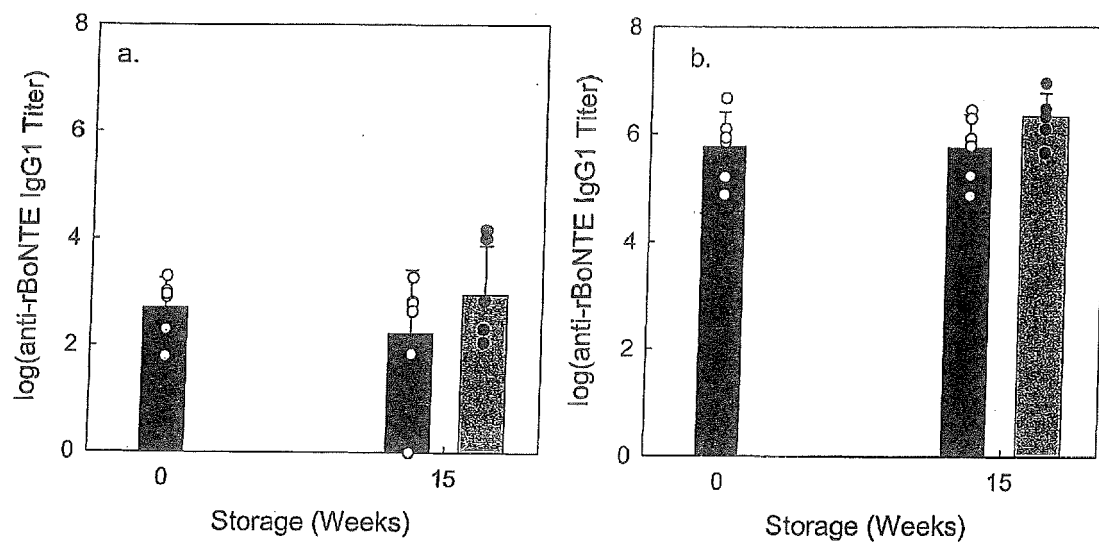 8
6
4
2
0
a.
log(anti-rBoNTE IgG1 Titer)
0
15
Storage (Weeks)
8
6
4
2
0
b.
log(anti-rBoNTE IgG1 Titer)
0
15
Storage (Weeks)